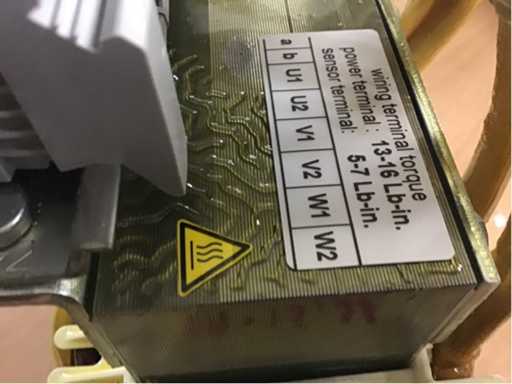 wiring terminal torque
power terminal: 13-16 Lb-in.
sensor terminal: 5-7 Lb-in.
a b U1 U2 V1 V2 W1 W2